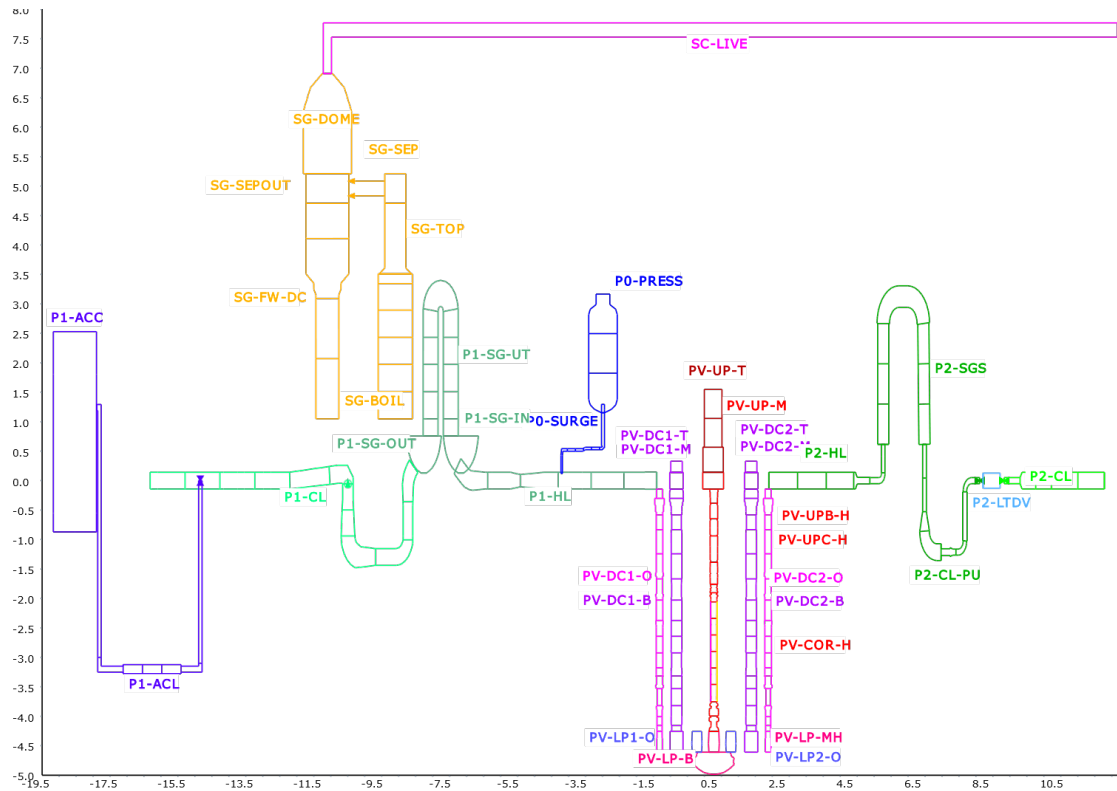 8.0
7.5
SC-LIVE
7.0
6.5
6.0
SG-DOME
5.5
SG-SEP
5.0
SG-SEPOUT
4.5
SG-TOP
4.0
3.5
P0-PRESS
SG-FW-DC
3.0
P1-ACC
2.5
P1-SG-UT
2.0
PV-UP-T
P2-SGS
1.5
SG-BOIL
PV-UP-M
1.0
P1-SG-IN
P0-SURGE
PV-DC1-T
PV-DC2-T
P1-SG-OUT
PV-DC1-M
PV-DC2-M
0.5
P2-HL
0.0
P1-CL
P1-HL
P2-CL
P2-LTDV
-0.5
PV-UPB-H
-1.0
PV-UPC-H
-1.5
PV-DC1-O
PV-DC2-O
P2-CL-PU
-2.0
PV-DC1-B
PV-DC2-B
-2.5
PV-COR-H
-3.0
-3.5
P1-ACL
-4.0
PV-LP1-O
PV-LP-MH
-4.5
PV-LP-B
PV-LP2-O
-5.0
-19.5 -17.5 -15.5 -13.5 -11.5 -9.5 -7.5 -5.5 -3.5 -1.5 0.5 2.5 4.5 6.5 8.5 10.5